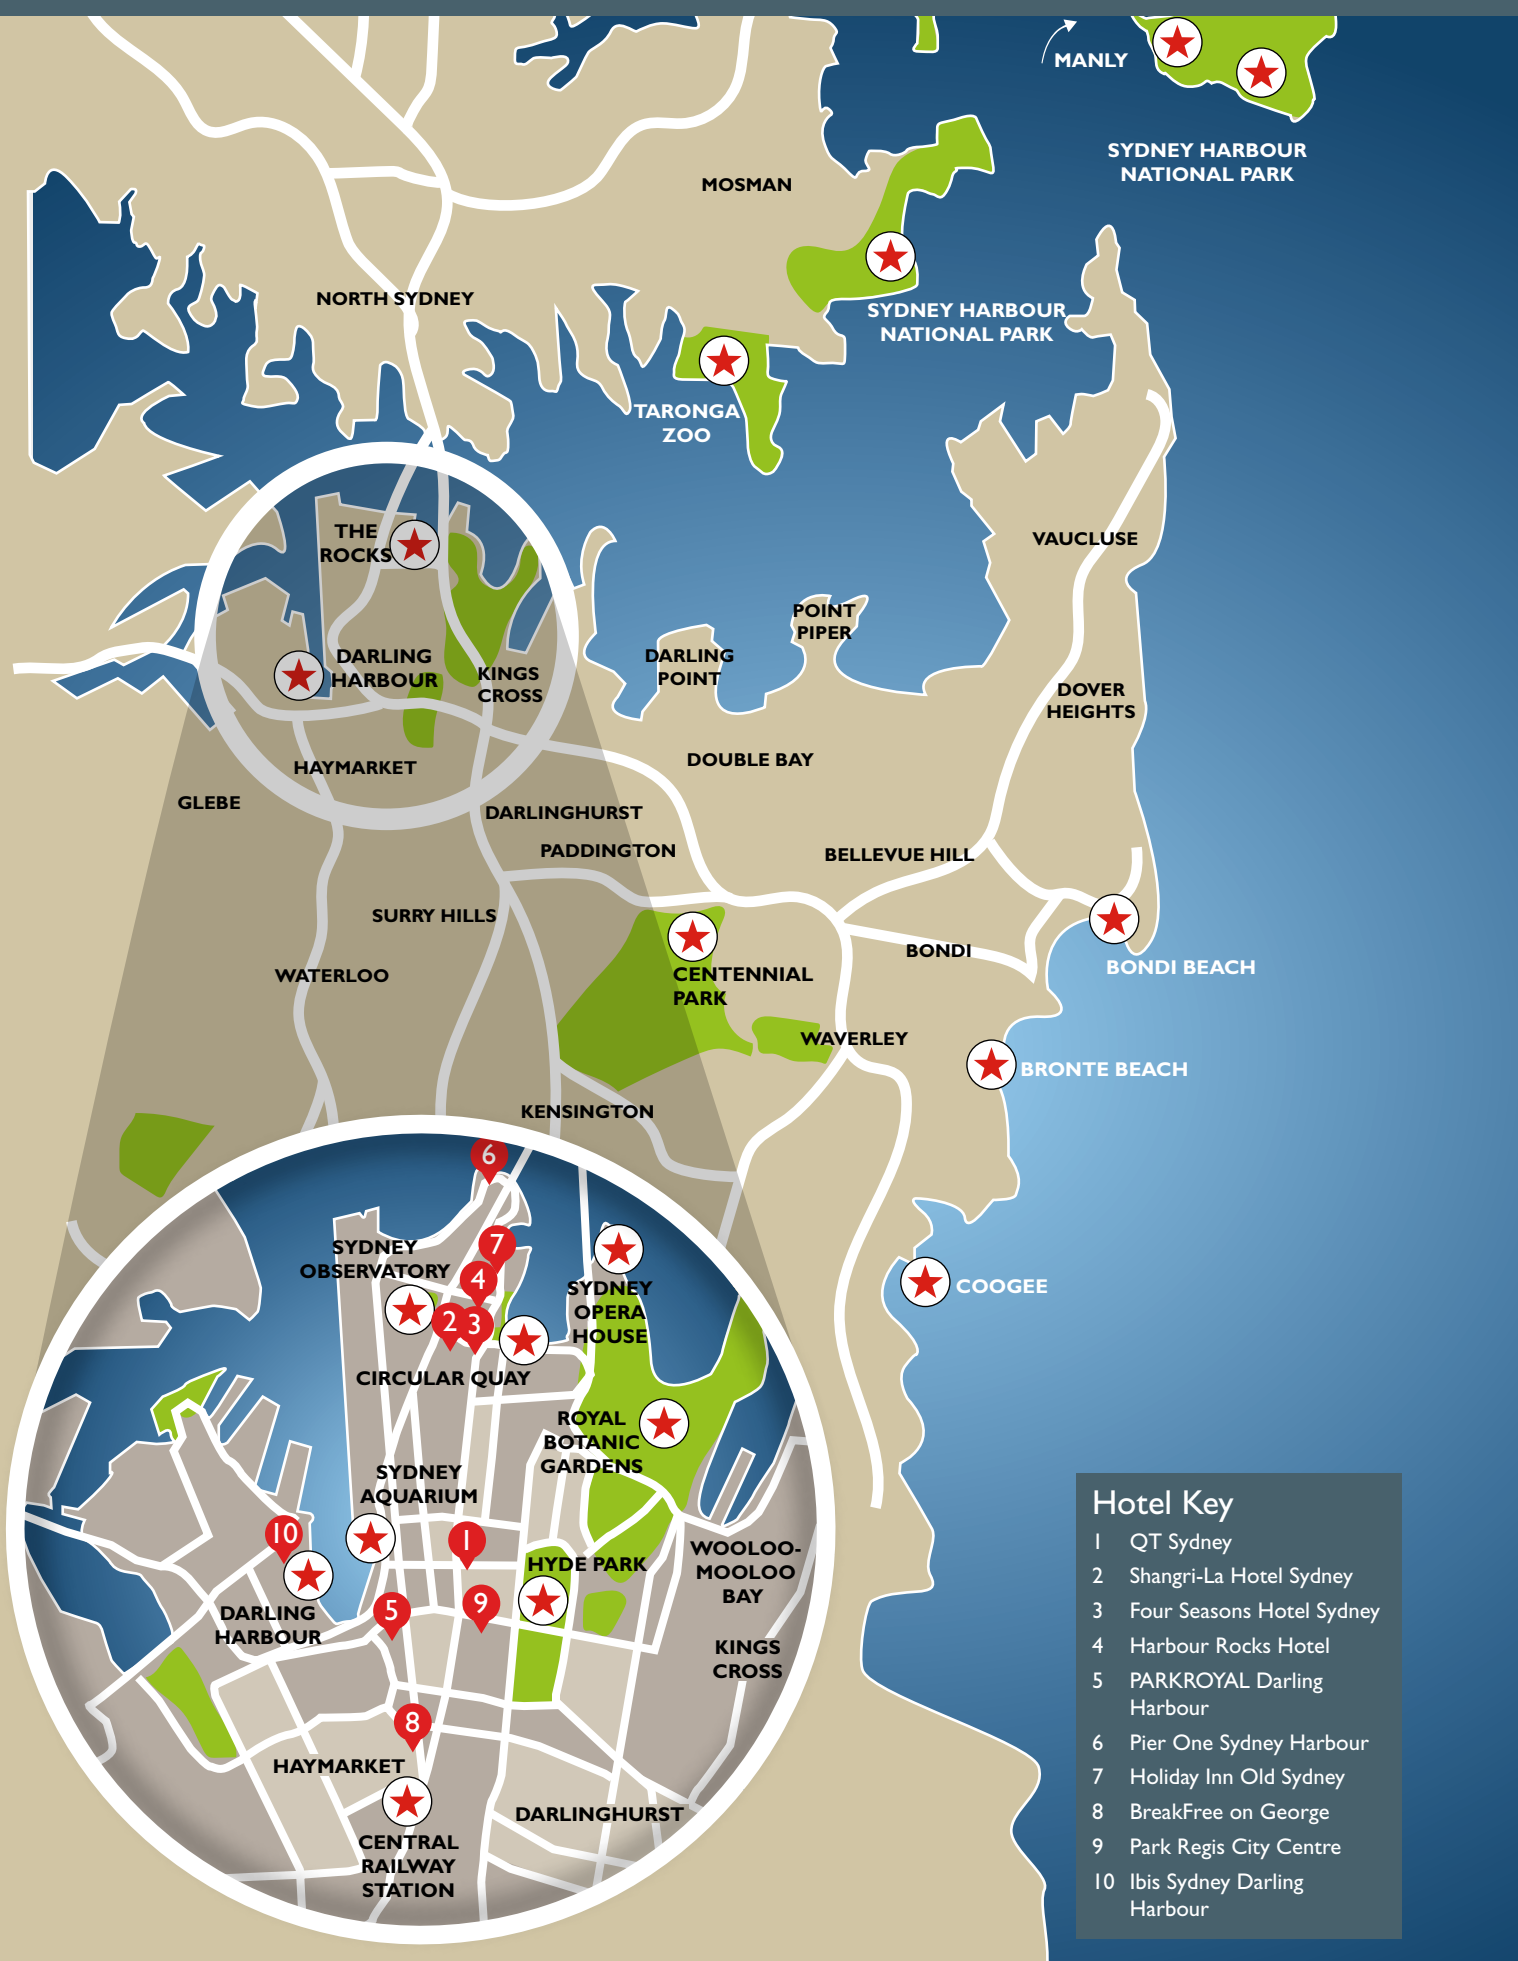 MANLY
SYDNEY HARBOUR
NATIONAL PARK
MOSMAN
NORTH SYDNEY
SYDNEY HARBOUR
NATIONAL PARK
TARONGA
ZOO
THE
ROCKS
VAUCLUSE
POINT
PIPER
DARLING
HARBOUR
KINGS
CROSS
DARLING
POINT
DOVER
HEIGHTS
HAYMARKET
DOUBLE BAY
GLEBE
DARLINGHURST
PADDINGTON
BELLEVUE HILL
SURRY HILLS
BONDI
BONDI BEACH
WATERLOO
CENTENNIAL
PARK
WAVERLEY
BRONTE BEACH
KENSINGTON
COOGEE
6
7
SYDNEY
OBSERVATORY
4
SYDNEY
OPERA
HOUSE
2
3
CIRCULAR QUAY
ROYAL
BOTANIC
GARDENS
SYDNEY
AQUARIUM
10
1
HYDE PARK
WOOLOO-
MOOLOO
BAY
5
9
DARLING
HARBOUR
KINGS
CROSS
8
HAYMARKET
DARLINGHURST
CENTRAL
RAILWAY
STATION
Hotel Key
1 QT Sydney
2 Shangri-La Hotel Sydney
3 Four Seasons Hotel Sydney
4 Harbour Rocks Hotel
5 PARKROYAL Darling
Harbour
6 Pier One Sydney Harbour
7 Holiday Inn Old Sydney
8 BreakFree on George
9 Park Regis City Centre
10 Ibis Sydney Darling
Harbour